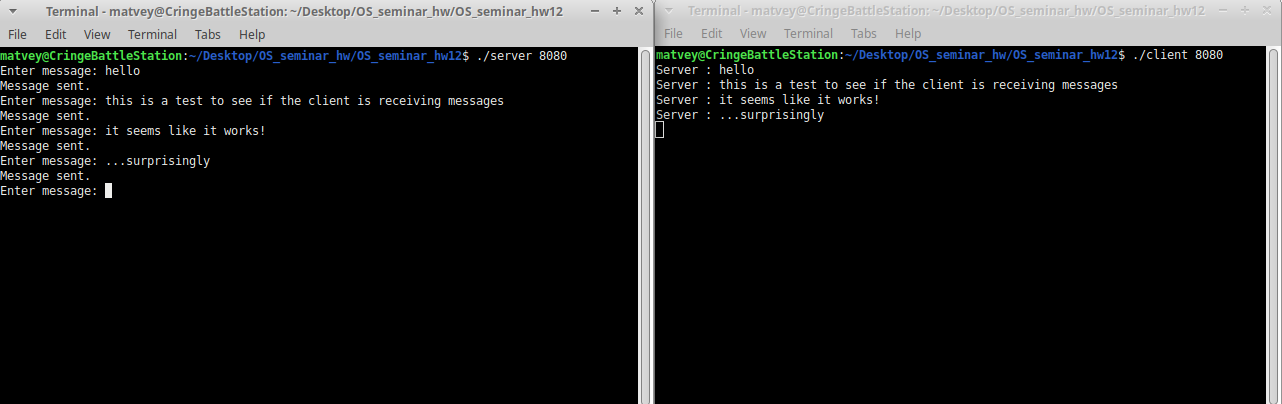 Terminal - matvey@CringeBattleStation: ~/Desktop/OS_seminar_hw/OS_seminar_hw12
File Edit View Terminal Tabs Help
matvey@CringeBattleStation:~/Desktop/OS_seminar_hw/OS_seminar_hw12$ ./server 8080
Enter message: hello
Message sent.
Enter message: this is a test to see if the client is receiving messages
Message sent.
Enter message: it seems like it works!
Message sent.
Enter message: ...surprisingly
Message sent.
Enter message:
Terminal - matvey@CringeBattleStation: ~/Desktop/OS_seminar_hw/OS_seminar_hw12
File Edit View Terminal Tabs Help
matvey@CringeBattleStation:~/Desktop/OS_seminar_hw/OS_seminar_hw12$ ./client 8080
Server : hello
Server : this is a test to see if the client is receiving messages
Server : it seems like it works!
Server : ...surprisingly